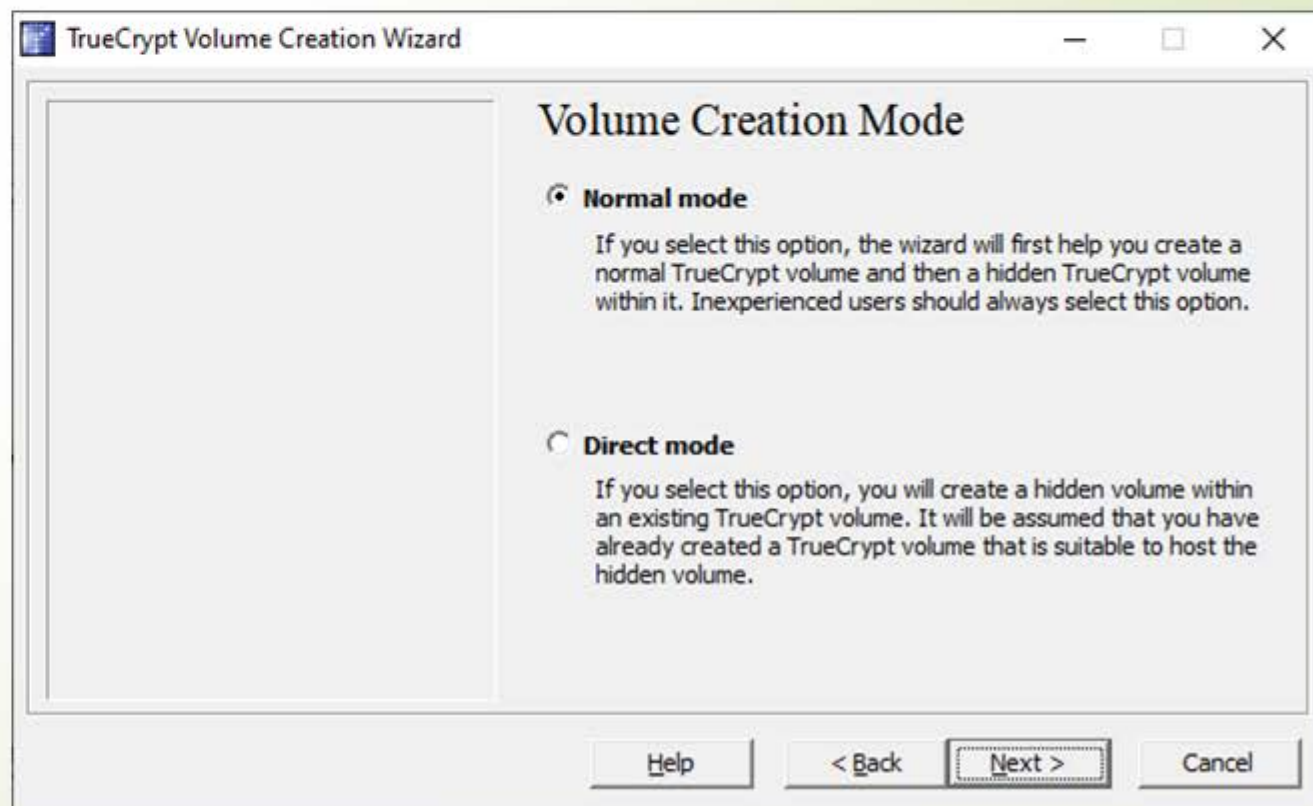 TrueCrypt Volume Creation Wizard
Volume Creation Mode
Normal mode
If you select this option, the wizard will first help you create a
normal TrueCrypt volume and then a hidden TrueCrypt volume
within it. Inexperienced users should always select this option.
Direct mode
If you select this option, you will create a hidden volume within
an existing TrueCrypt volume. It will be assumed that you have
already created a TrueCrypt volume that is suitable to host the
hidden volume.
Help
< Back
Next >
Cancel